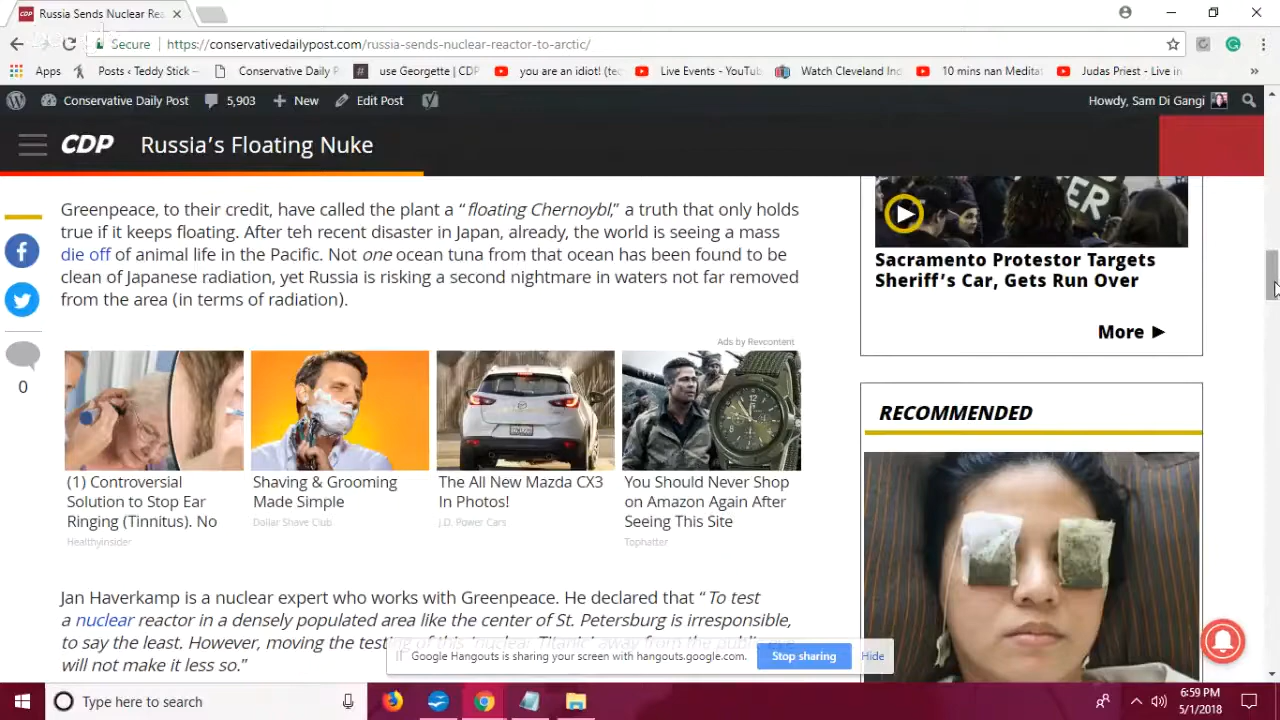 Russia Sends Nuclear Rea
Secure https://conservativedailypost.com/russia-sends-nuclear-reactor-to-arctic/
Apps Posts ‹ Teddy Stick — Conservative Daily P use Georgette | CDP you are an idiot! (tec Live Events - YouTub Watch Cleveland Ind 10 mins nan Meditat Judas Priest - Live in »
Conservative Daily Post 5,903 New Edit Post Howdy, Sam Di Gangi
CDP Russia's Floating Nuke
Greenpeace, to their credit, have called the plant a “floating Chernoybl,” a truth that only holds
true if it keeps floating. After teh recent disaster in Japan, already, the world is seeing a mass
die off of animal life in the Pacific. Not one ocean tuna from that ocean has been found to be
clean of Japanese radiation, yet Russia is risking a second nightmare in waters not far removed
from the area (in terms of radiation).
0
Ads by Revcontent
(1) Controversial
Solution to Stop Ear
Ringing (Tinnitus). No
Healthyinsider
Shaving & Grooming
Made Simple
Dollar Shave Club
The All New Mazda CX3
In Photos!
J.D. Power Cars
You Should Never Shop
on Amazon Again After
Seeing This Site
Tophatter
Jan Haverkamp is a nuclear expert who works with Greenpeace. He declared that “To test
a nuclear reactor in a densely populated area like the center of St. Petersburg is irresponsible,
to say the least. However, moving the testing of this ‘nuclear Titanic’ away from the public eye
will not make it less so.”
Sacramento Protestor Targets
Sheriff's Car, Gets Run Over
More
RECOMMENDED
Google Hangouts is sharing your screen with hangouts.google.com. Stop sharing Hide
Type here to search
6:59 PM
5/1/2018